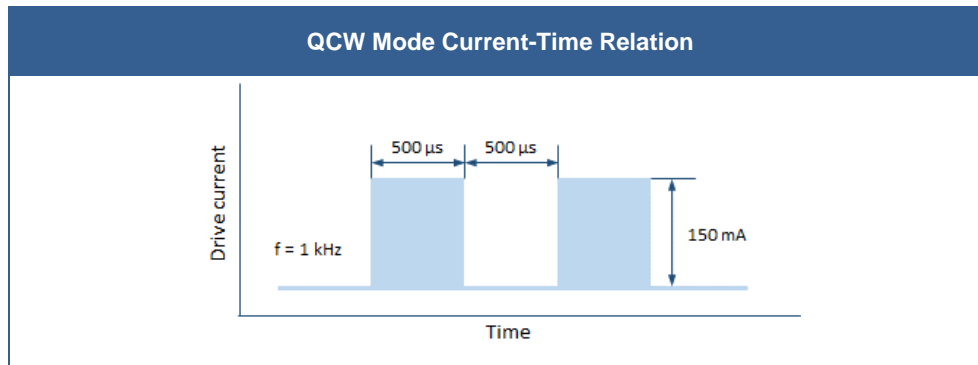 QCW Mode Current-Time Relation
500 µs
500 µs
Drive current
f = 1 kHz
150 mA
Time